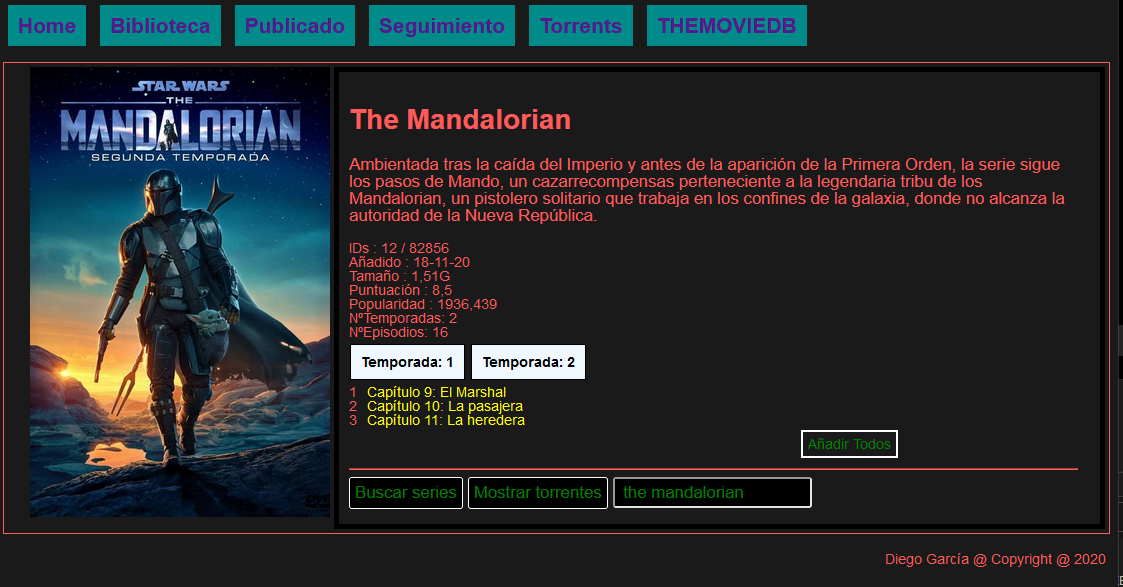 Home Biblioteca Publicado Seguimiento Torrents THEMOVIEDB
STAR WARS
THE
MANDALORIAN
SEGUNDA TEMPORADA
The Mandalorian
Ambientada tras la caída del Imperio y antes de la aparición de la Primera Orden, la serie sigue
los pasos de Mando, un cazarrecompensas perteneciente a la legendaria tribu de los
Mandalorian, un pistolero solitario que trabaja en los confines de la galaxia, donde no alcanza la
autoridad de la Nueva República.
IDs : 12 / 82856
Añadido : 18-11-20
Tamaño : 1,51G
Puntuación : 8,5
Popularidad : 1936,439
NºTemporadas: 2
NºEpisodios: 16
Temporada: 1 Temporada: 2
1 Capítulo 9: El Marshal
2 Capítulo 10: La pasajera
3 Capítulo 11: La heredera
Añadir Todos
Buscar series Mostrar torrentes the mandalorian
Diego García @ Copyright @ 2020